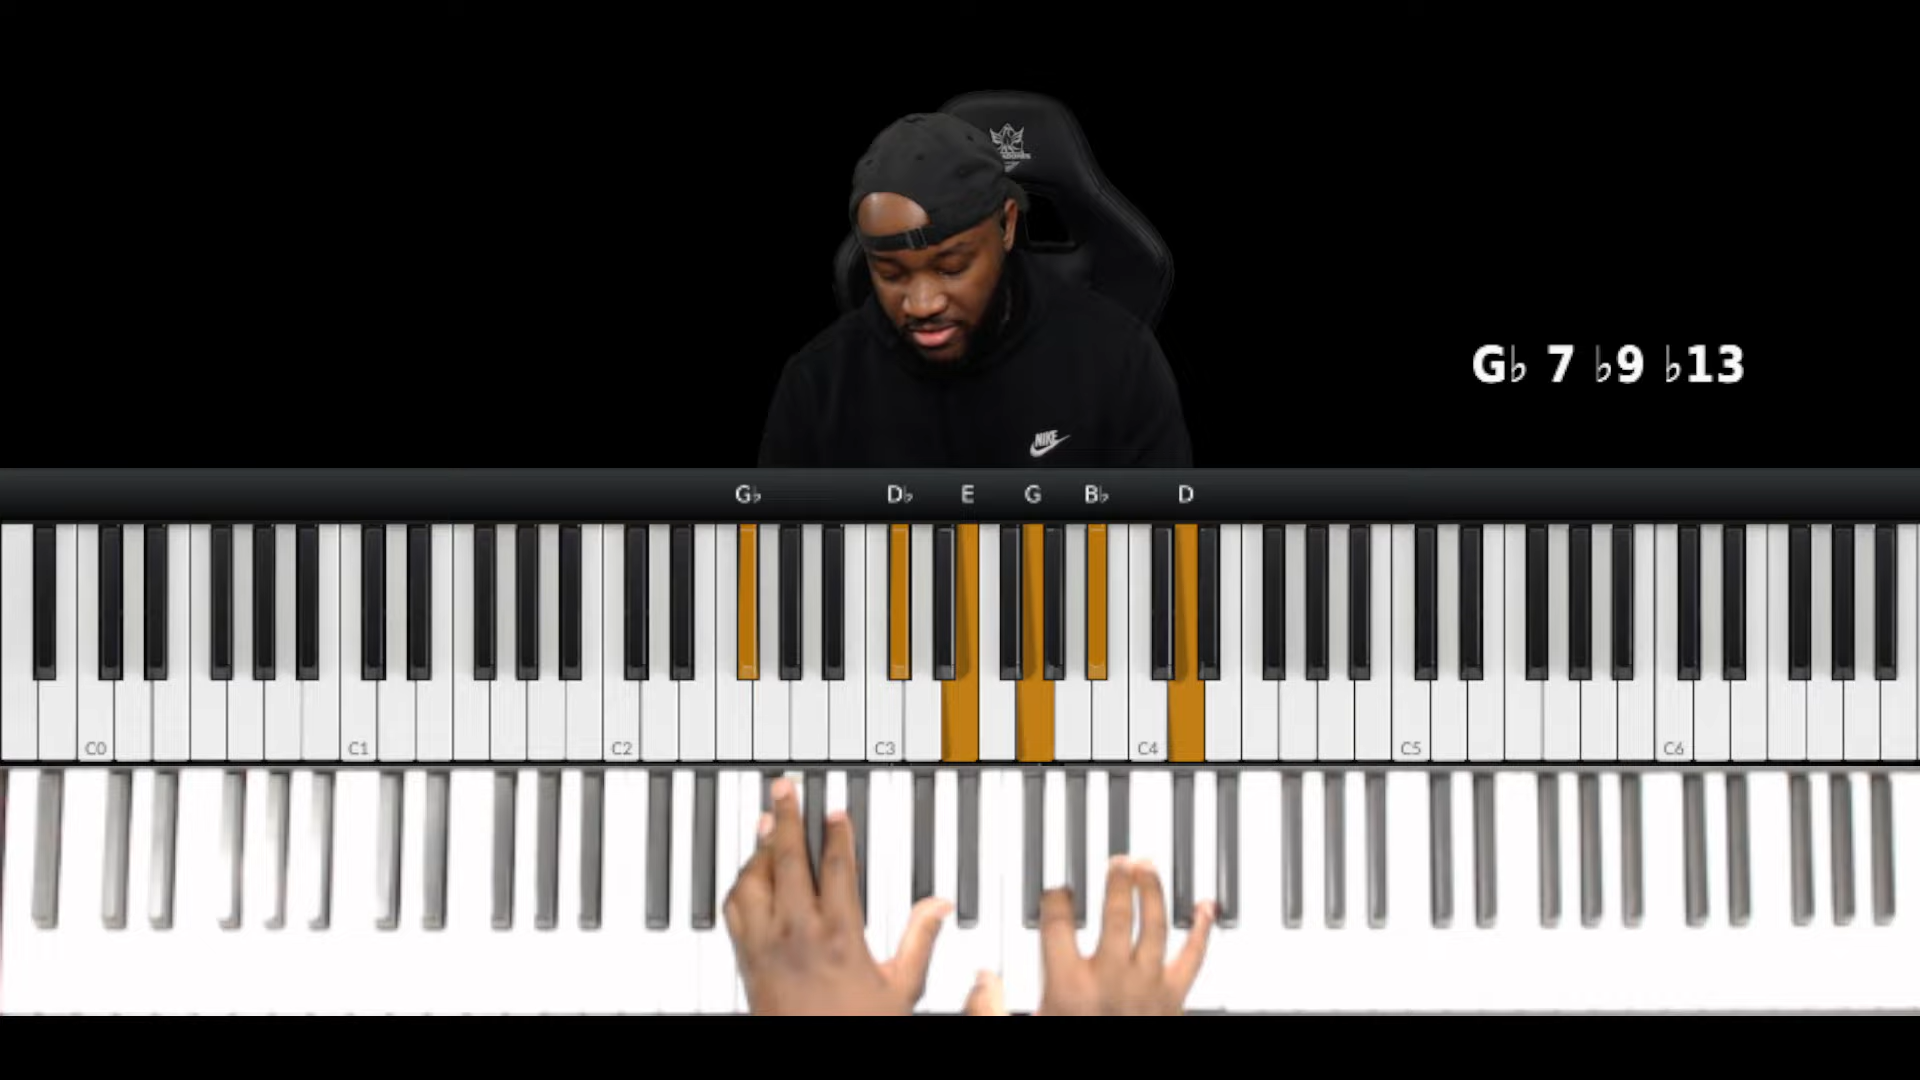 G♭ 7 ♭9 ♭13
NIKE
G♭ D♭ E G B♭ D
C0 C1 C2 C3 C4 C5 C6